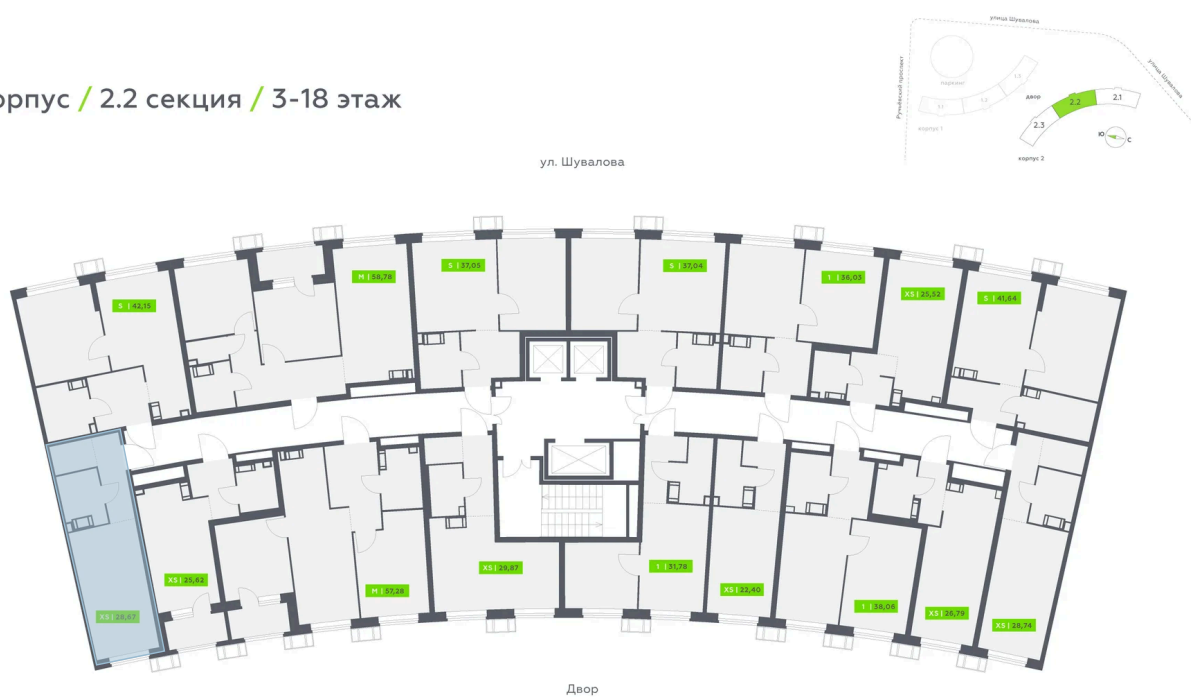 улица Шувалова
улица Шувалова
Ручьёвский проспект
паркинг
1.3
1.2
1.1
корпус 1
двор
2.1
2.2
2.3
Ю
С
корпус 2
орпус / 2.2 секция / 3-18 этаж
ул. Шувалова
S | 37,05
S | 37,04
M | 58,78
1 | 36,03
XS | 25,52
S | 41,64
S | 42,15
XS | 29,87
1 | 31,78
XS | 25,62
M | 57,28
XS | 22,40
1 | 38,06
XS | 26,79
XS | 28,67
XS | 28,74
Двор